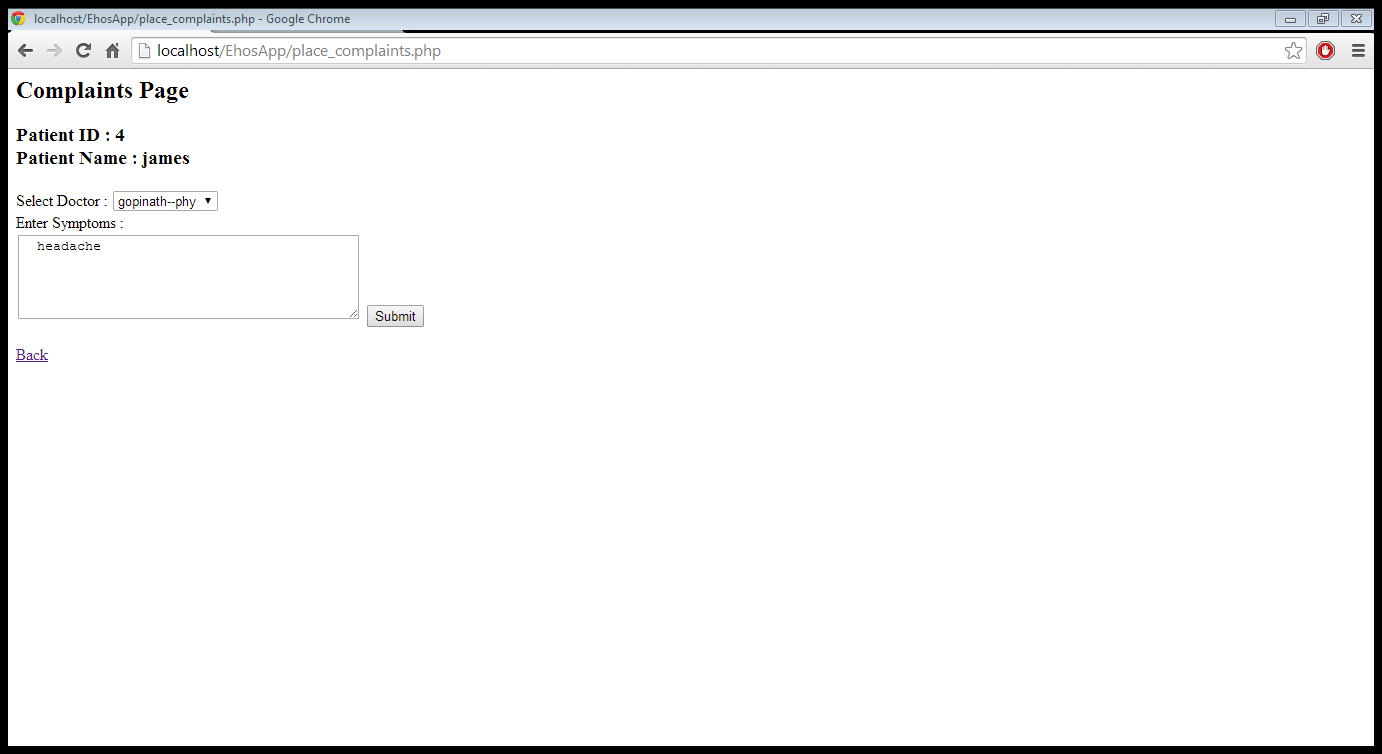 localhost/EhosApp/place_complaints.php - Google Chrome
localhost/EhosApp/place_complaints.php
Complaints Page
Patient ID : 4
Patient Name : james
Select Doctor : gopinath--phy
Enter Symptoms :
headache
Submit
Back